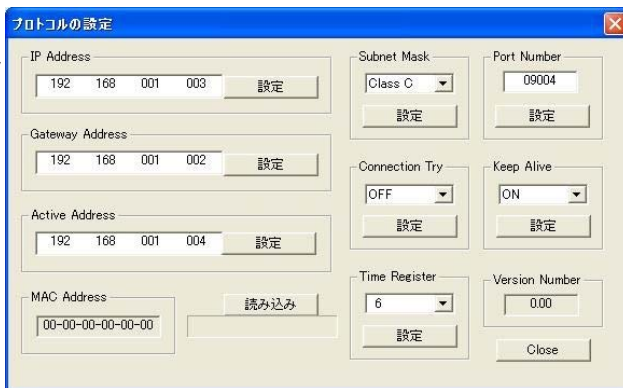 プロトコルの設定
IP Address
192 168 001 003 設定
Gateway Address
192 168 001 002 設定
Active Address
192 168 001 004 設定
MAC Address
00-00-00-00-00-00
読み込み
Subnet Mask
Class C
設定
Port Number
09004
設定
Connection Try
OFF
設定
Keep Alive
ON
設定
Time Register
6
設定
Version Number
0.00
Close